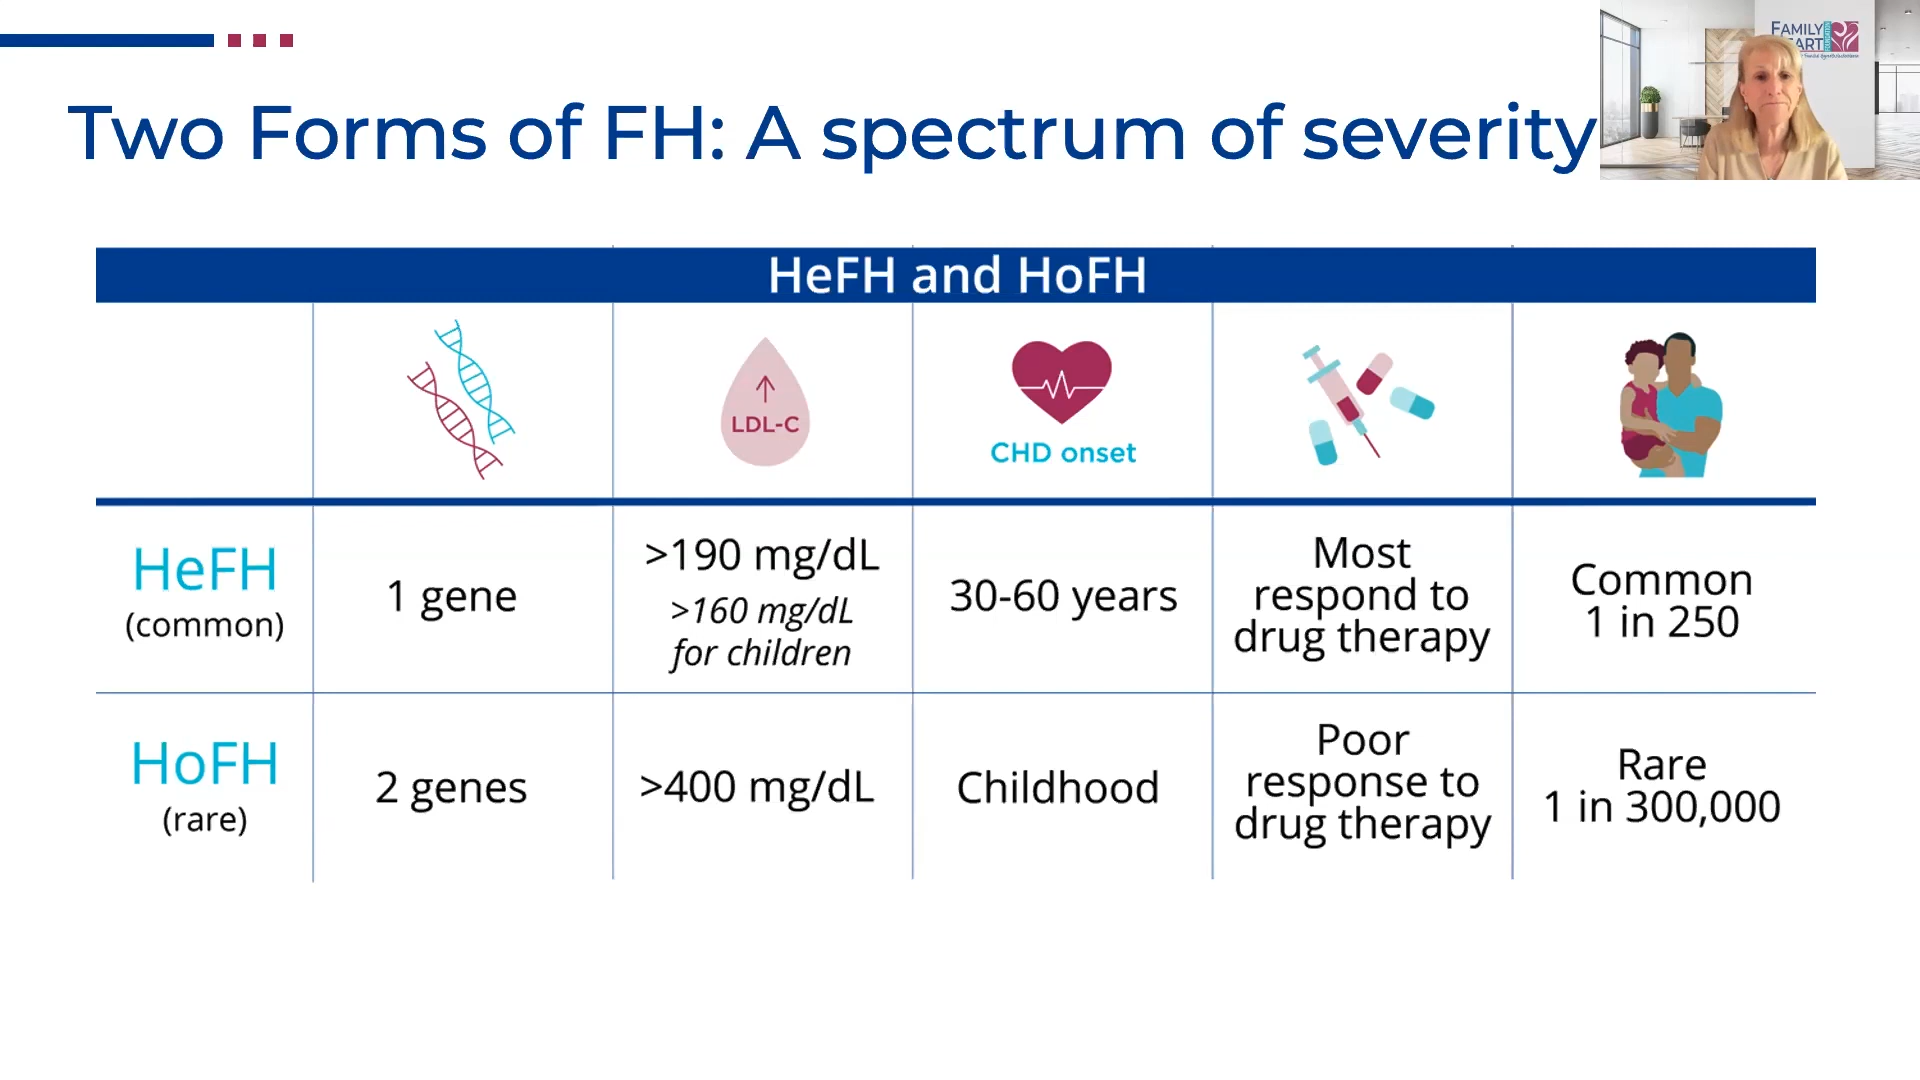 Two Forms of FH: A spectrum of severity
FAMILY
HeFH and HoFH
LDL-C
CHD onset
HeFH
(common)
1 gene
>190 mg/dL
>160 mg/dL
for children
30-60 years
Most
respond to
drug therapy
Common
1 in 250
HoFH
(rare)
2 genes
>400 mg/dL
Childhood
Poor
response to
drug therapy
Rare
1 in 300,000